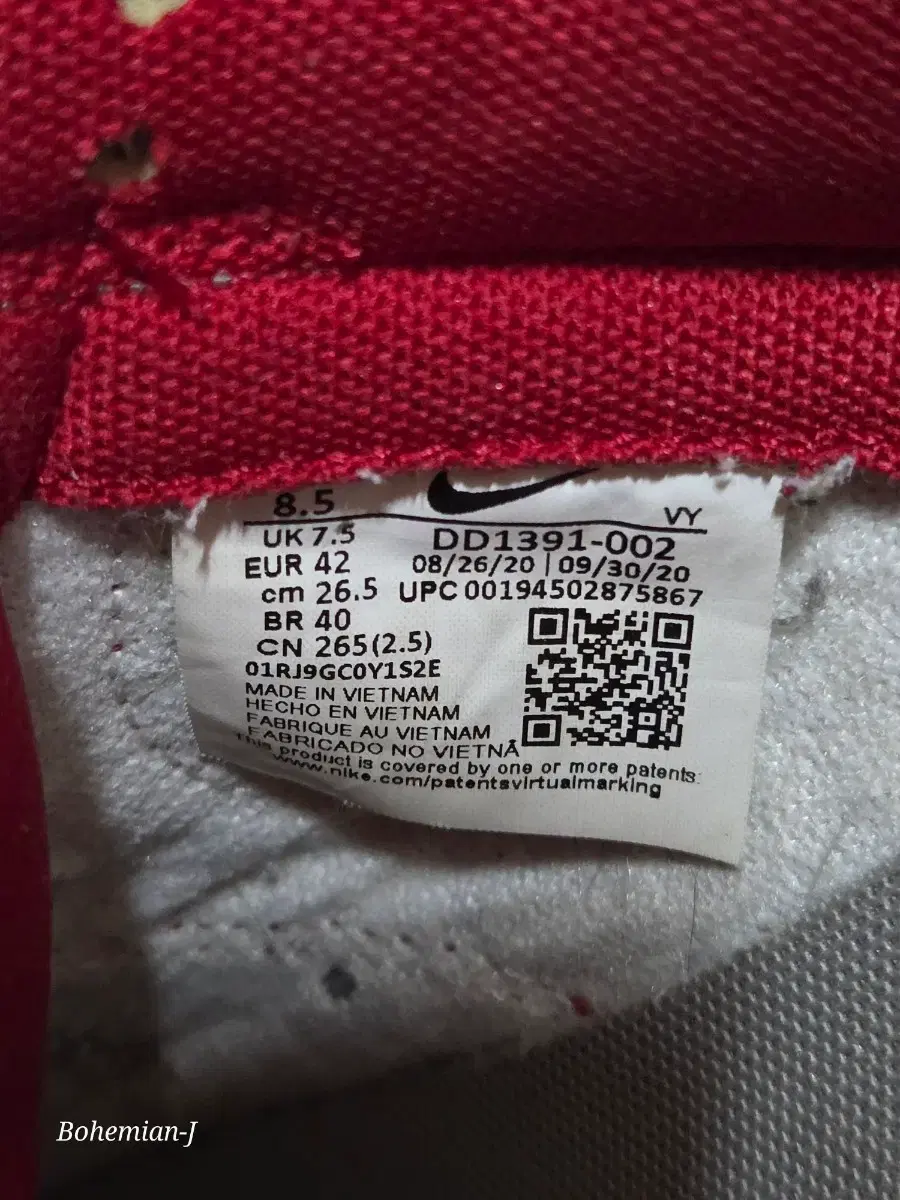 8.5
VY
UK 7.5
DD1391-002
EUR 42
08/26/20 | 09/30/20
cm 26.5
UPC 00194502875867
BR 40
CN 265(2.5)
01RJ9GC0Y1S2E
MADE IN VIETNAM
HECHO EN VIETNAM
FABRIQUE AU VIETNAM
FABRICADO NO VIETNÃ
This product is covered by one or more patents:
www.nike.com/patentsvirtualmarking
Bohemian-J